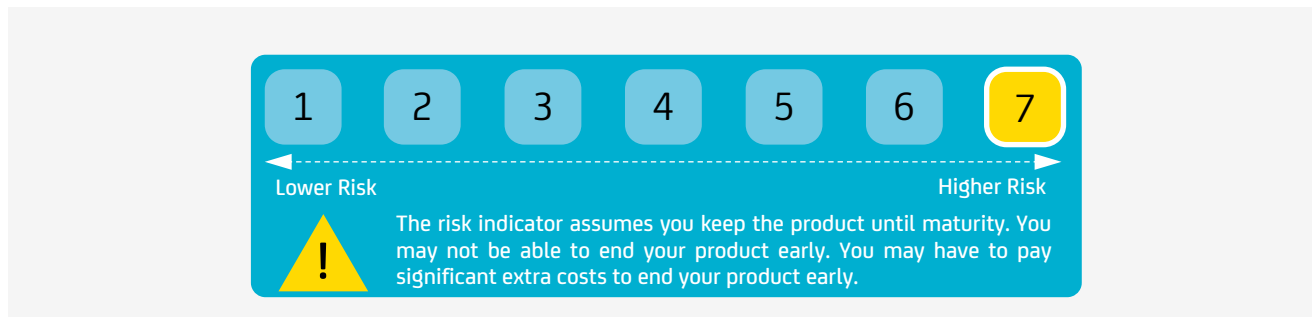 1 2 3 4 5 6 7
Lower Risk Higher Risk
! The risk indicator assumes you keep the product until maturity. You
may not be able to end your product early. You may have to pay
significant extra costs to end your product early.